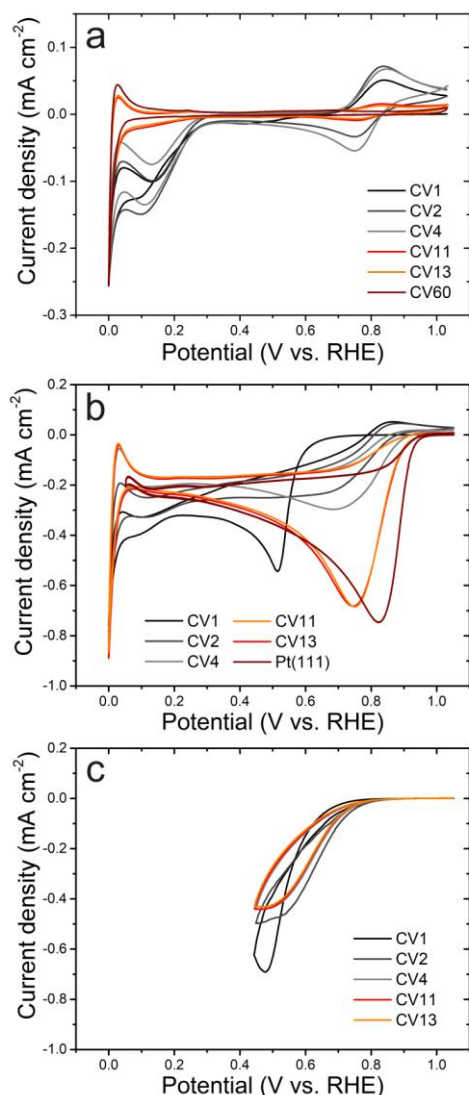 a
0.1
0.0
-0.1
-0.2
-0.3
Current density (mA cm-2)
CV1
CV2
CV4
CV11
CV13
CV60
0.0 0.2 0.4 0.6 0.8 1.0
Potential (V vs. RHE)
b
0.2
0.0
-0.2
-0.4
-0.6
-0.8
-1.0
Current density (mA cm-2)
CV1 CV11
CV2 CV13
CV4 Pt(111)
0.0 0.2 0.4 0.6 0.8 1.0
Potential (V vs. RHE)
c
0.2
0.0
-0.2
-0.4
-0.6
-0.8
-1.0
Current density (mA cm-2)
CV1
CV2
CV4
CV11
CV13
0.0 0.2 0.4 0.6 0.8 1.0
Potential (V vs. RHE)